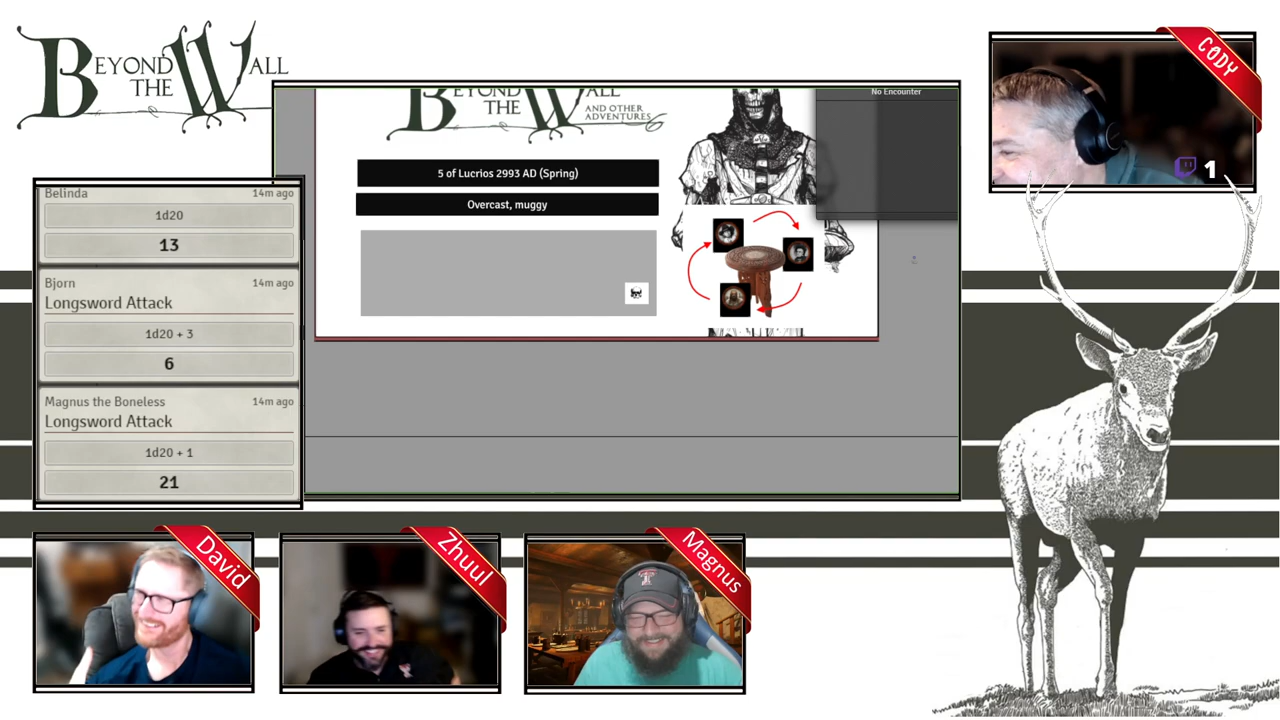 BEYOND
THE WALL
BEYOND
THE WALL
AND OTHER
ADVENTURES
No Encounter
CODY
1
5 of Lucrios 2993 AD (Spring)
Overcast, muggy
Belinda 14m ago
1d20
13
Bjorn 14m ago
Longsword Attack
1d20 + 3
6
Magnus the Boneless 14m ago
Longsword Attack
1d20 + 1
21
David
Zhuul
Magnus
T